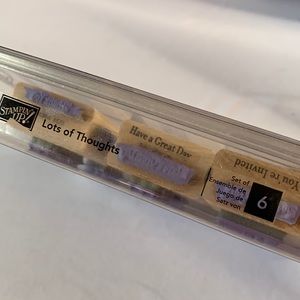 STAMPIN'
UP!
Lots of Thoughts
Have a Great Day
You're Invited
Set of
Ensemble de
Juego de
Satz von
6